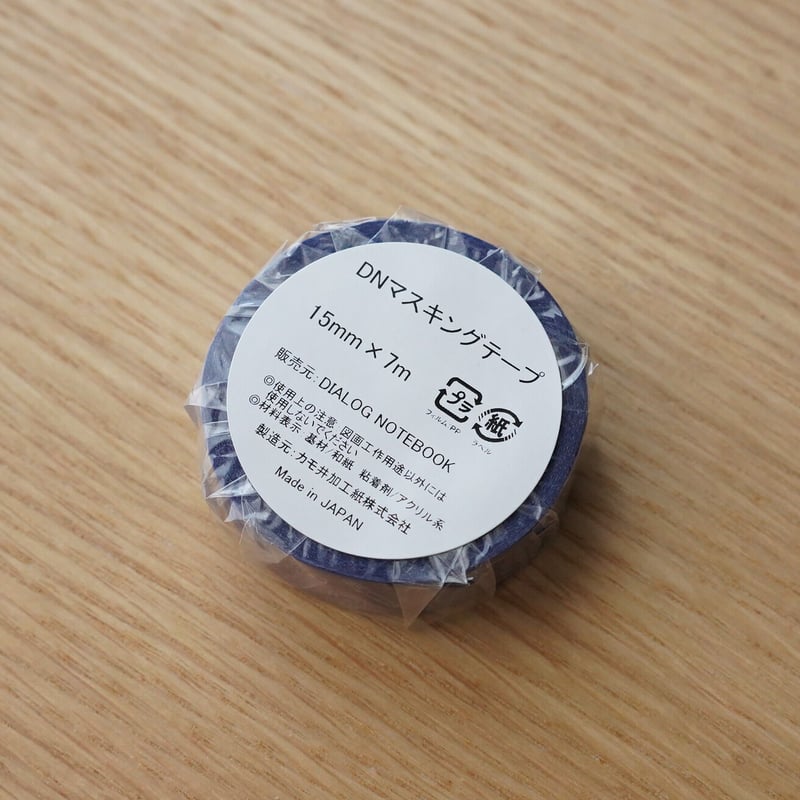 DNマスキングテープ
15mm × 7m
販売元：DIALOG NOTEBOOK
プラ
フィルム:PP
紙
ラベル
◎使用上の注意 図画工作用途以外には
使用しないでください
◎材料表示：基材/和紙 粘着剤/アクリル系
製造元：カモ井加工紙株式会社
Made in JAPAN